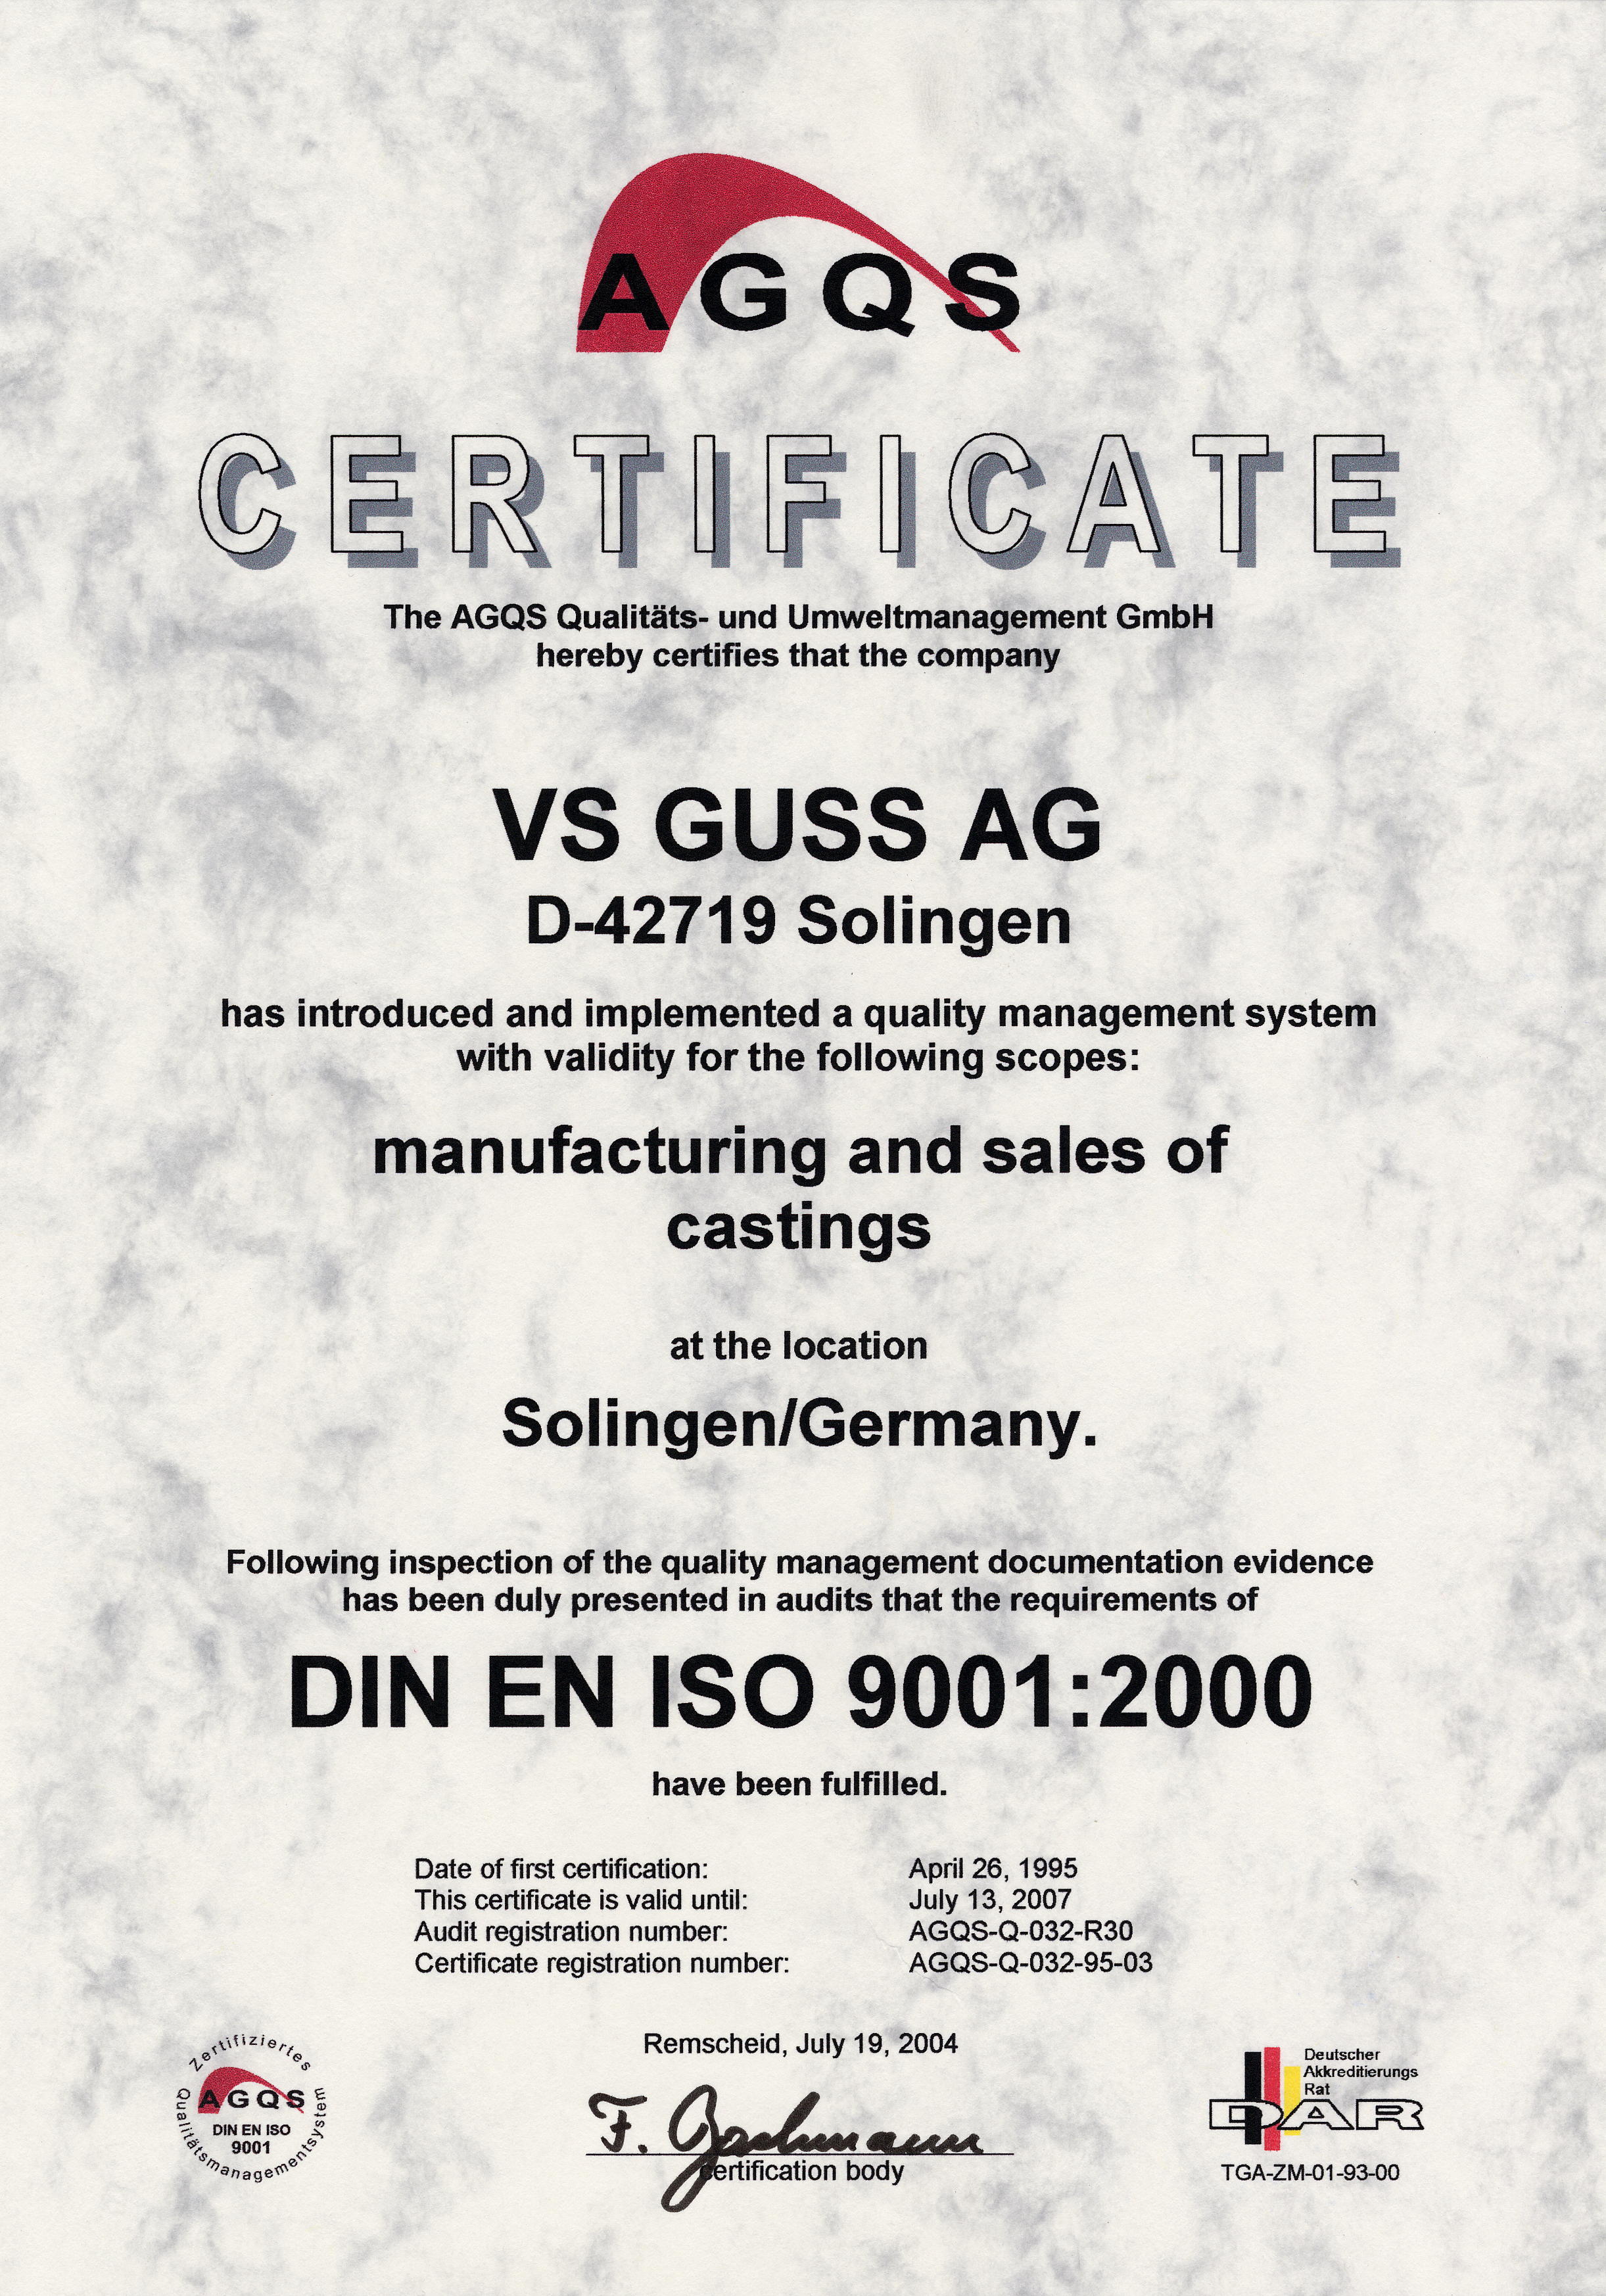 AGQS
CERTIFICATE
The AGQS Qualitäts- und Umweltmanagement GmbH
hereby certifies that the company
VS GUSS AG
D-42719 Solingen
has introduced and implemented a quality management system
with validity for the following scopes:
manufacturing and sales of
castings
at the location
Solingen/Germany.
Following inspection of the quality management documentation evidence
has been duly presented in audits that the requirements of
DIN EN ISO 9001:2000
have been fulfilled.
Date of first certification: April 26, 1995
This certificate is valid until: July 13, 2007
Audit registration number: AGQS-Q-032-R30
Certificate registration number: AGQS-Q-032-95-03
Remscheid, July 19, 2004
certification body
Zertifiziertes
AGQS
DIN EN ISO
9001
Qualitätsmanagementsystem
Deutscher
Akkreditierungs
Rat
DAR
TGA-ZM-01-93-00